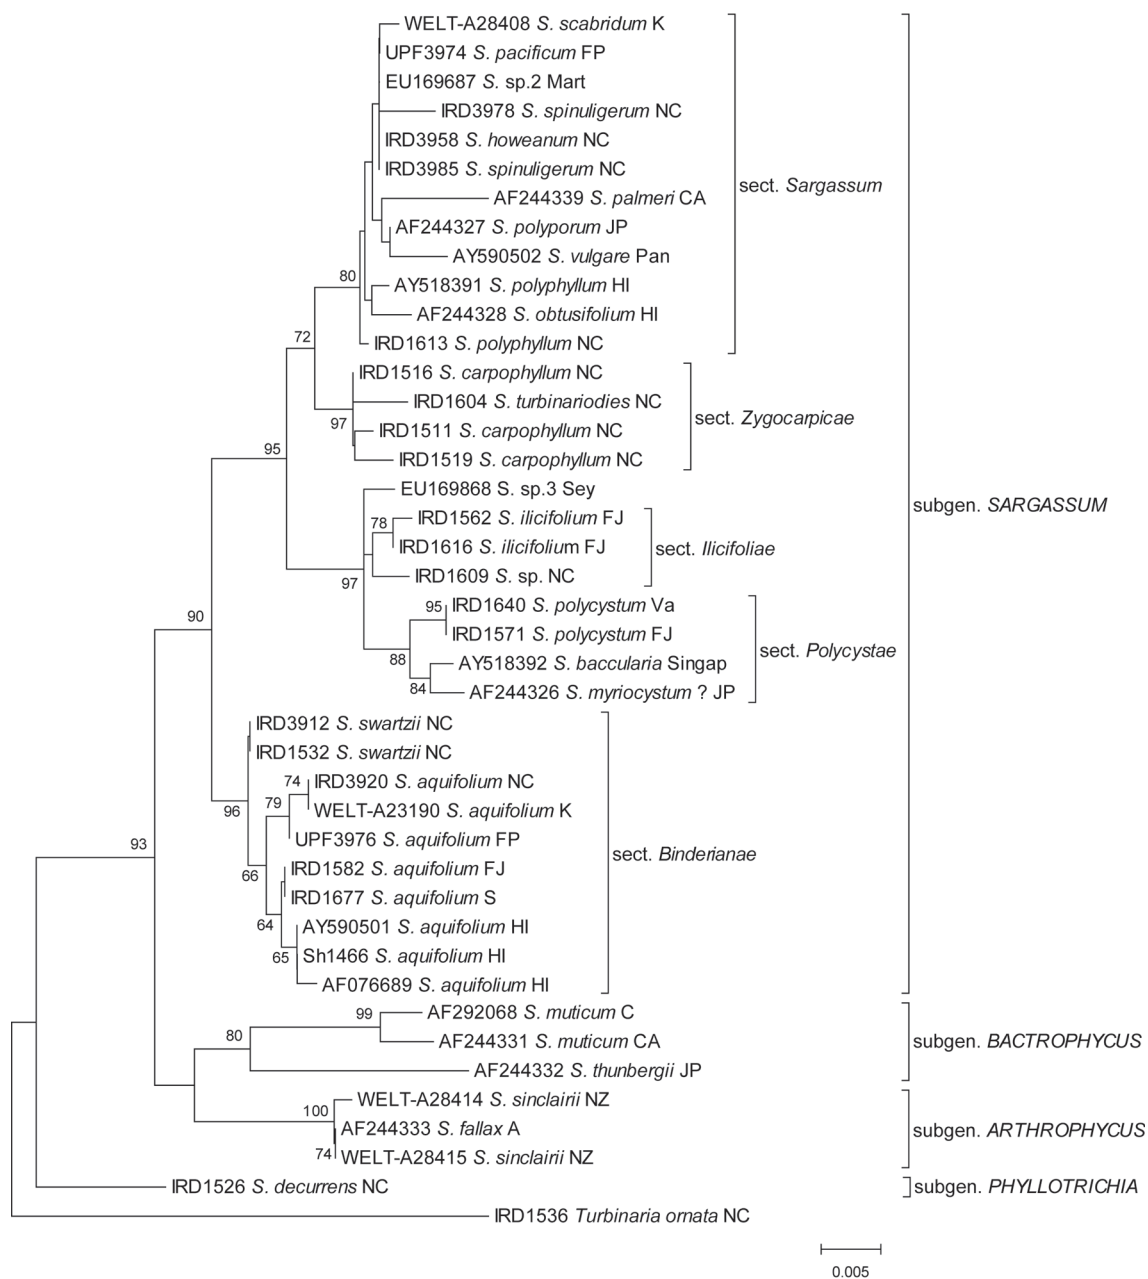 WELT-A28408 S. scabridum K
UPF3974 S. pacificum FP
EU169687 S. sp.2 Mart
IRD3978 S. spinuligerum NC
IRD3958 S. howeanum NC
IRD3985 S. spinuligerum NC
sect. Sargassum
AF244339 S. palmeri CA
AF244327 S. polyporum JP
AY590502 S. vulgare Pan
80
AY518391 S. polyphyllum HI
AF244328 S. obtusifolium HI
72
IRD1613 S. polyphyllum NC
IRD1516 S. carpophyllum NC
IRD1604 S. turbinariodies NC
97
sect. Zygocarpicae
IRD1511 S. carpophyllum NC
95
IRD1519 S. carpophyllum NC
EU169868 S. sp.3 Sey
subgen. SARGASSUM
78
IRD1562 S. ilicifolium FJ
IRD1616 S. ilicifolium FJ
sect. Ilicifoliae
97
IRD1609 S. sp. NC
90
95
IRD1640 S. polycystum Va
IRD1571 S. polycystum FJ
sect. Polycystae
88
AY518392 S. baccularia Singap
84
AF244326 S. myriocystum ? JP
IRD3912 S. swartzii NC
IRD1532 S. swartzii NC
74
IRD3920 S. aquifolium NC
96
79
WELT-A23190 S. aquifolium K
UPF3976 S. aquifolium FP
93
sect. Binderianae
66
IRD1582 S. aquifolium FJ
IRD1677 S. aquifolium S
64
AY590501 S. aquifolium HI
65
Sh1466 S. aquifolium HI
AF076689 S. aquifolium HI
99
AF292068 S. muticum C
80
AF244331 S. muticum CA
subgen. BACTROPHYCUS
AF244332 S. thunbergii JP
100
WELT-A28414 S. sinclairii NZ
AF244333 S. fallax A
subgen. ARTHROPHYCUS
74
WELT-A28415 S. sinclairii NZ
IRD1526 S. decurrens NC
subgen. PHYLLOTRICHIA
IRD1536 Turbinaria ornata NC
0.005